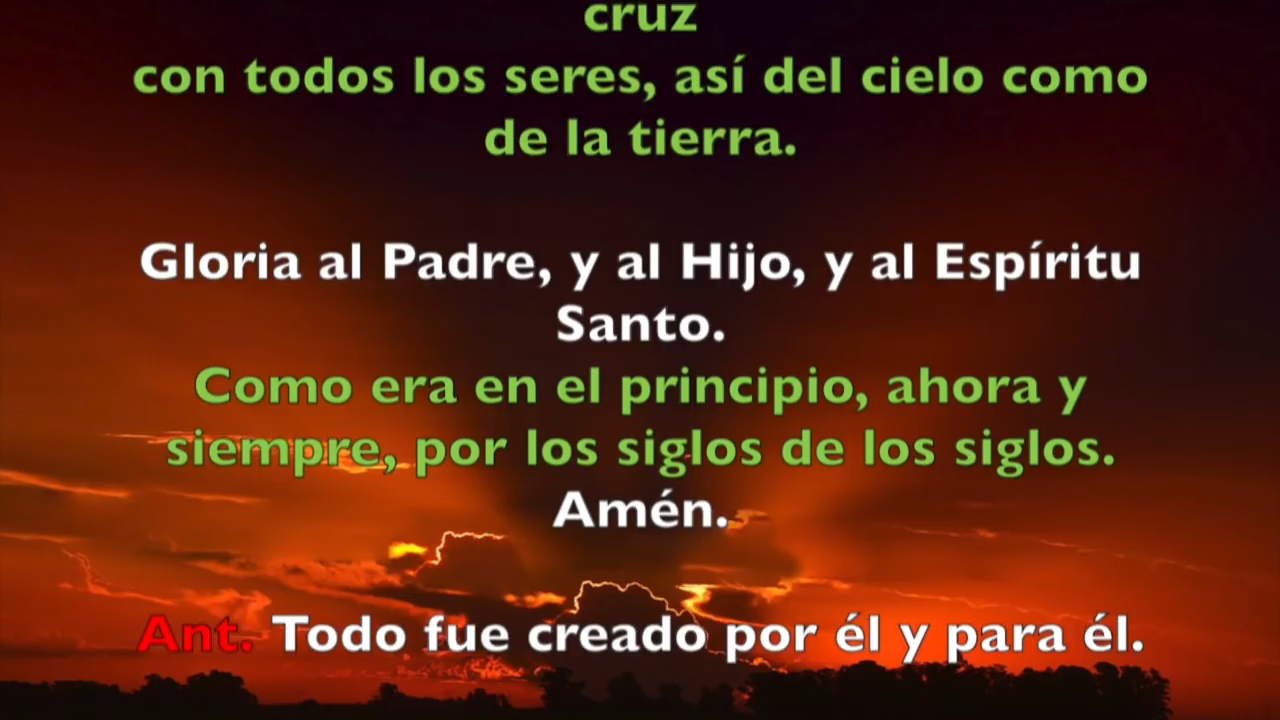 cruz
con todos los seres, así del cielo como
de la tierra.
Gloria al Padre, y al Hijo, y al Espíritu
Santo.
Como era en el principio, ahora y
siempre, por los siglos de los siglos.
Amén.
Ant. Todo fue creado por él y para él.